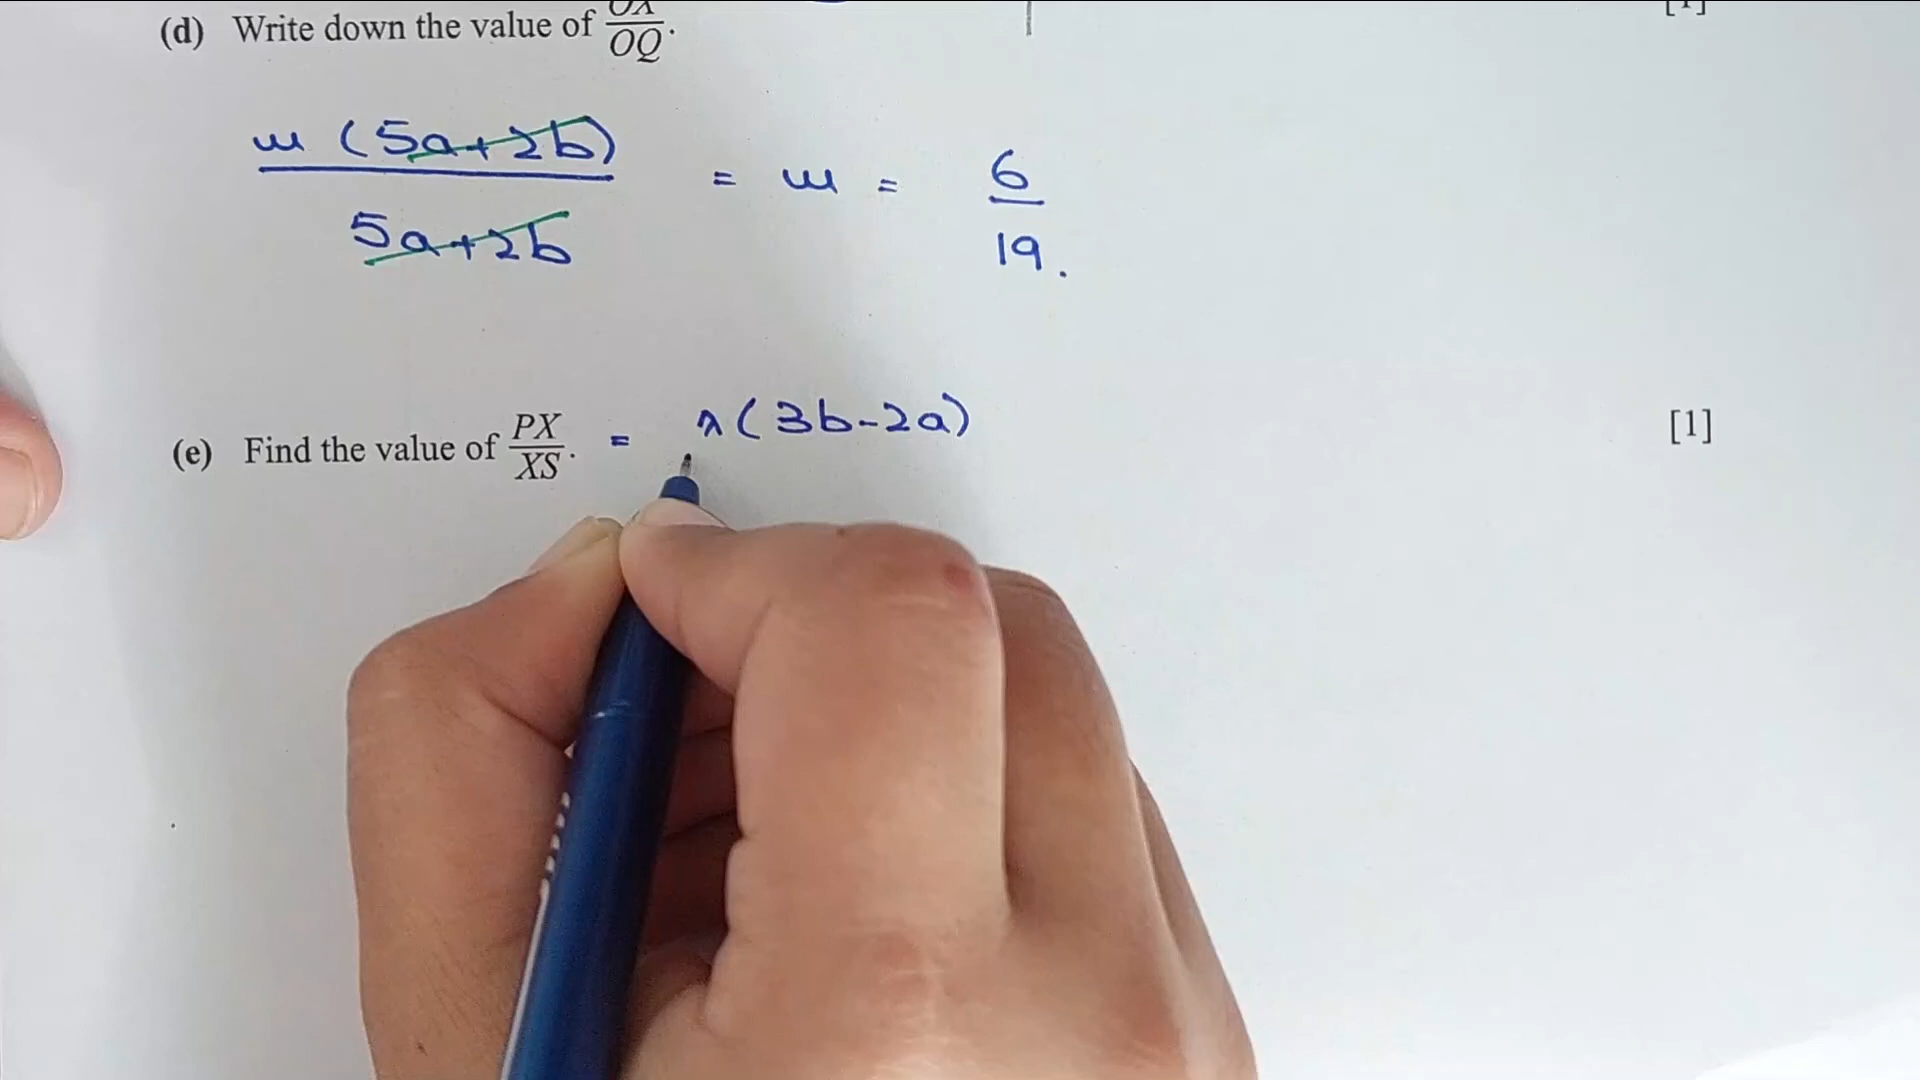 [1]
(d) Write down the value of OX/OQ.
μ (5a+2b) / 5a+2b = μ = 6/19.
(e) Find the value of PX/XS. = λ(3b-2a) [1]